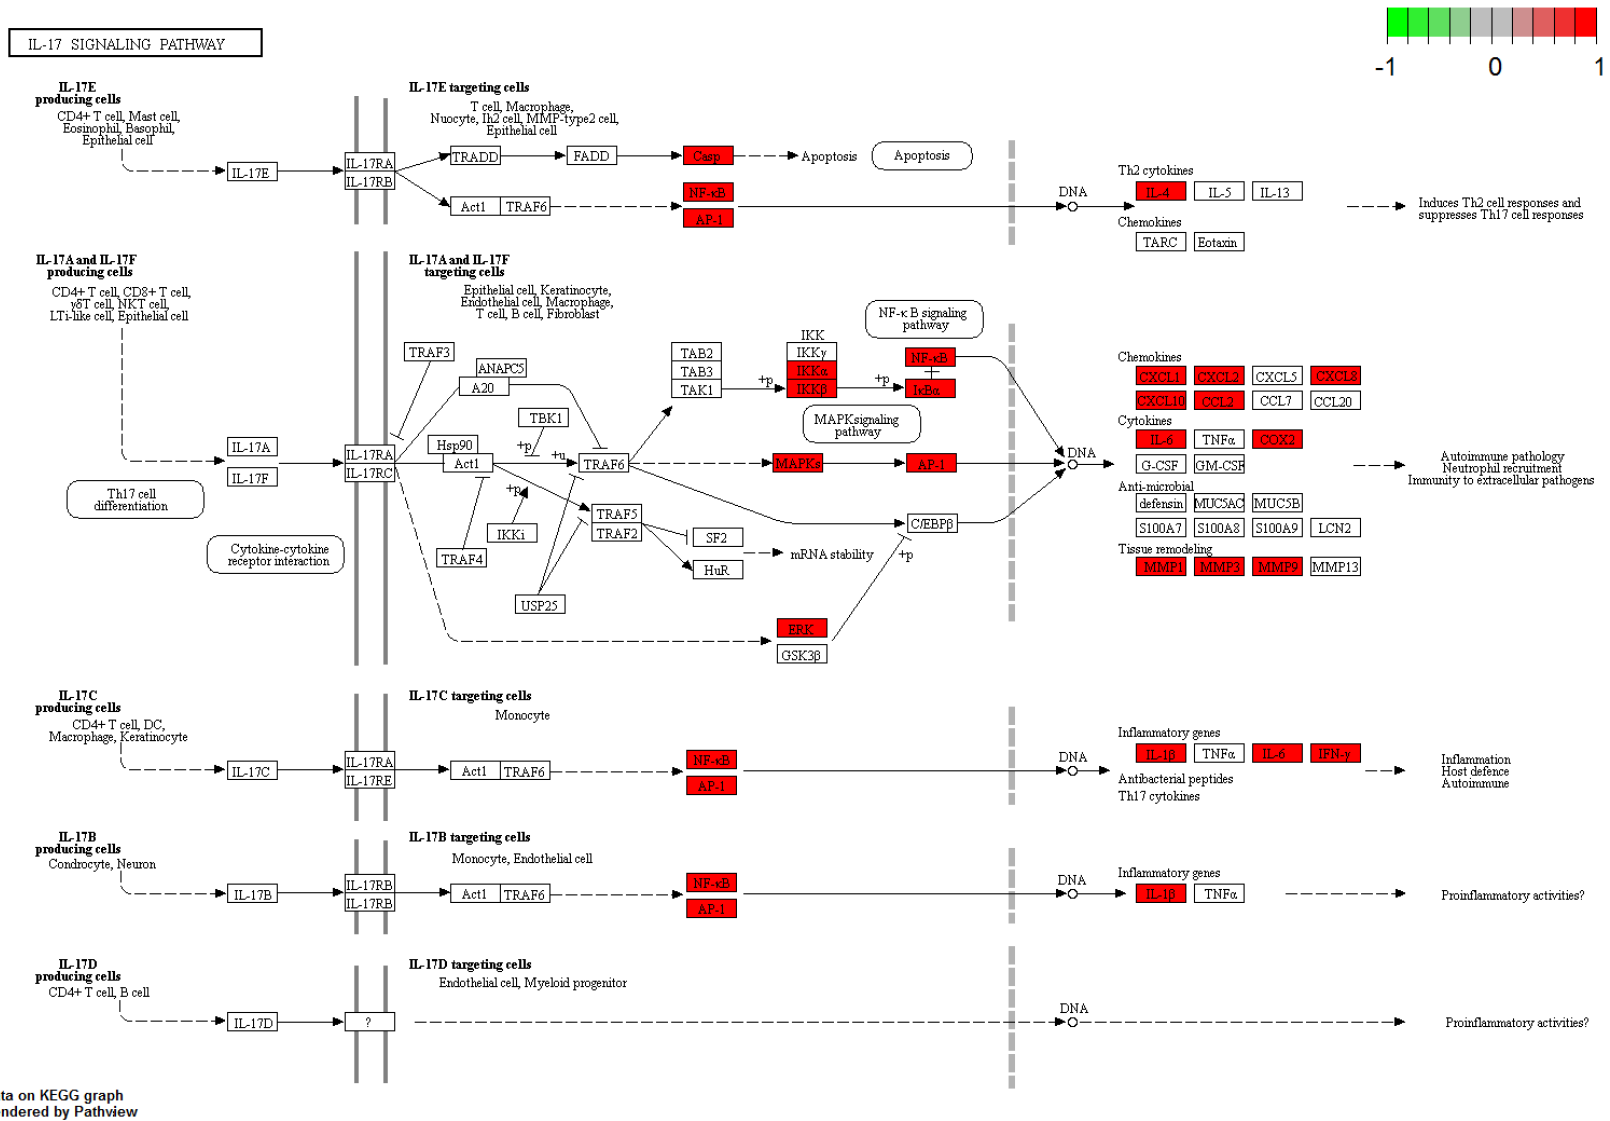 IL-17 SIGNALING PATHWAY
-1 0 1
IL-17E
producing cells
CD4+ T cell, Mast cell,
Eosinophil, Basophil,
Epithelial cell
IL-17E
IL-17RA
IL-17RB
IL-17E targeting cells
T cell, Macrophage,
Nuocyte, Ih2 cell, MMP-type2 cell,
Epithelial cell
TRADD
FADD
Casp
Apoptosis
Apoptosis
Act1
TRAF6
NF-κB
AP-1
DNA
Th2 cytokines
IL-4
IL-5
IL-13
Chemokines
TARC
Eotaxin
Induces Th2 cell responses and
suppresses Th17 cell responses
IL-17A and IL-17F
producing cells
CD4+ T cell, CD8+ T cell,
γδT cell, NKT cell,
LTi-like cell, Epithelial cell
IL-17A
IL-17F
Th17 cell
differentiation
Cytokine-cytokine
receptor interaction
IL-17RA
IL-17RC
IL-17A and IL-17F
targeting cells
Epithelial cell, Keratinocyte,
Endothelial cell, Macrophage,
T cell, B cell, Fibroblast
TRAF3
ANAPC5
A20
TBK1
+p
Hsp90
Act1
+u
TRAF6
+p
IKKi
TRAF4
TRAF5
TRAF2
USP25
SF2
HuR
mRNA stability
TAB2
TAB3
TAK1
+p
IKK
IKKγ
IKKα
IKKβ
+p
NF-κ B signaling
pathway
NF-κB
IκBα
MAPKsignaling
pathway
MAPKs
AP-1
C/EBPβ
+p
ERK
GSK3β
DNA
Chemokines
CXCL1
CXCL2
CXCL5
CXCL8
CXCL10
CCL2
CCL7
CCL20
Cytokines
IL-6
TNFα
COX2
G-CSF
GM-CSF
Anti-microbial
defensin
MUC5AC
MUC5B
S100A7
S100A8
S100A9
LCN2
Tissue remodeling
MMP1
MMP3
MMP9
MMP13
Autoimmune pathology
Neutrophil recruitment
Immunity to extracellular pathogens
IL-17C
producing cells
CD4+ T cell, DC,
Macrophage, Keratinocyte
IL-17C
IL-17RA
IL-17RE
IL-17C targeting cells
Monocyte
Act1
TRAF6
NF-κB
AP-1
DNA
Inflammatory genes
IL-1β
TNFα
IL-6
IFN-γ
Antibacterial peptides
Th17 cytokines
Inflammation
Host defence
Autoimmune
IL-17B
producing cells
Condrocyte, Neuron
IL-17B
IL-17RB
IL-17RB
IL-17B targeting cells
Monocyte, Endothelial cell
Act1
TRAF6
NF-κB
AP-1
DNA
Inflammatory genes
IL-1β
TNFα
Proinflammatory activities?
IL-17D
producing cells
CD4+ T cell, B cell
IL-17D
?
IL-17D targeting cells
Endothelial cell, Myeloid progenitor
DNA
Proinflammatory activities?
ta on KEGG graph
ndered by Pathview